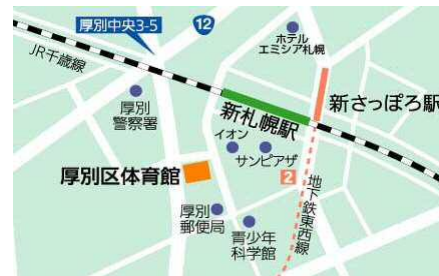 厚別中央3-5
12
ホテル
エミシア札幌
JR千歳線
新さっぽろ駅
厚別
警察署
新札幌駅
イオン
サンピアザ
厚別区体育館
2
地下鉄東西線
厚別
郵便局
青少年
科学館